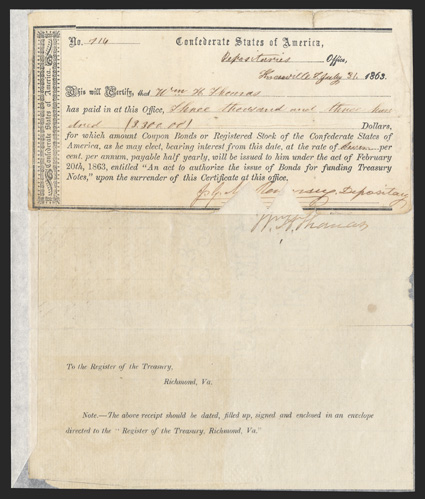 No. 114 Confederate States of America,
Depositaries Office,
July 31. 1863.
This will Certify, that Wm H. Thomas
has paid in at this Office, Three thousand and three hun
dred (3300.00) Dollars,
for which amount Coupon Bonds or Registered Stock of the Confederate States of
America, as he may elect, bearing interest from this date, at the rate of Seven per
cent. per annum, payable half yearly, will be issued to him under the act of February
20th, 1863, entitled "An act to authorize the issue of Bonds for funding Treasury
Notes," upon the surrender of this Certificate at this office.
Depositary
W. H. Thomas
Confederate States of America.
To the Register of the Treasury,
Richmond, Va.
Note.—The above receipt should be dated, filled up, signed and enclosed in an envelope
directed to the "Register of the Treasury, Richmond, Va."